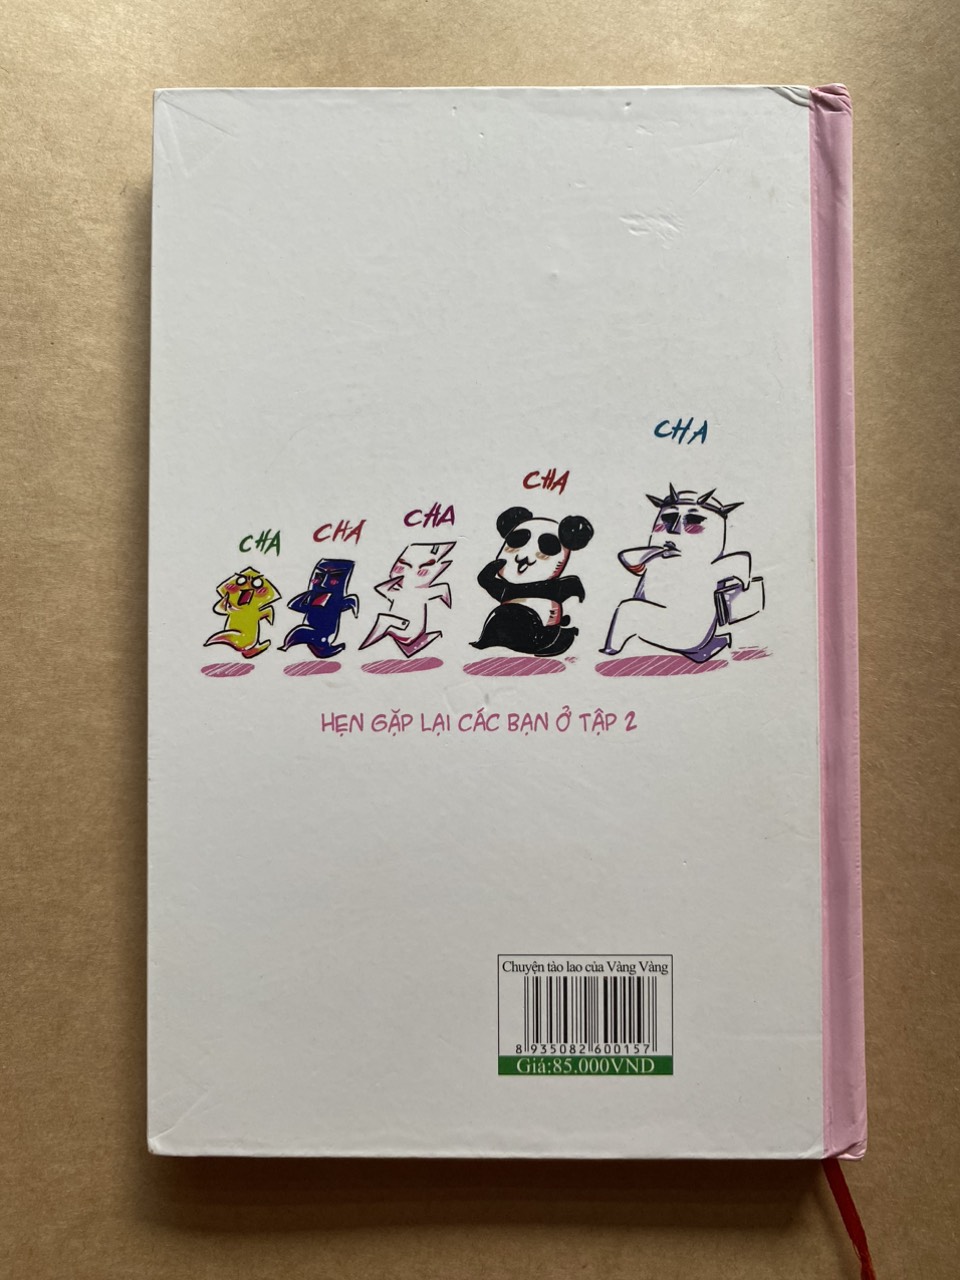 CHA
CHA
CHA
CHA
CHA
HẸN GẶP LẠI CÁC BẠN Ở TẬP 2
Chuyện tào lao của Vàng Vàng
8 935082 600157
Giá:85.000VND